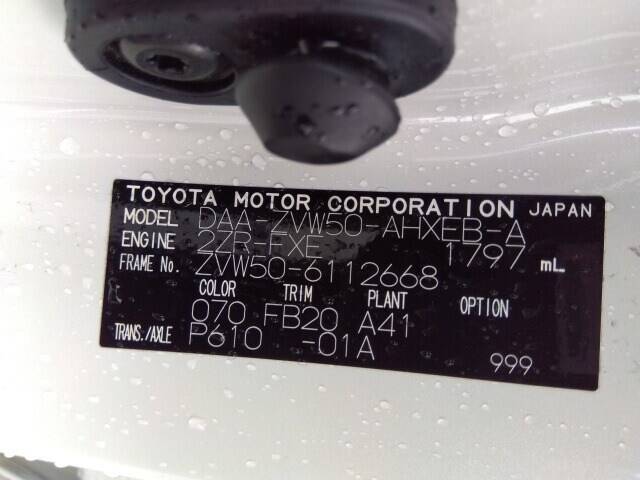 TOYOTA MOTOR CORPORATION JAPAN
MODEL DAA-ZVW50-AHXEB-A
ENGINE 2ZR-FXE 1797 mL
FRAME No. ZVW50-6112668
COLOR TRIM PLANT OPTION
070 FB20 A41
TRANS./AXLE P610 -01A
999